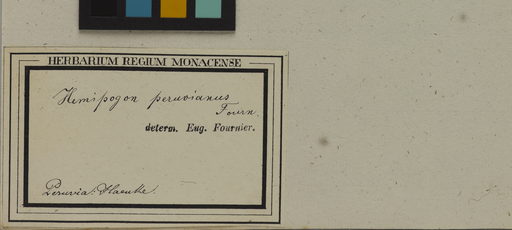 HERBARIUM REGIUM MONACENSE
Hemipogon peruvianus
Fourn.
determ. Eug. Fournier.
Peruvia: Haenke.